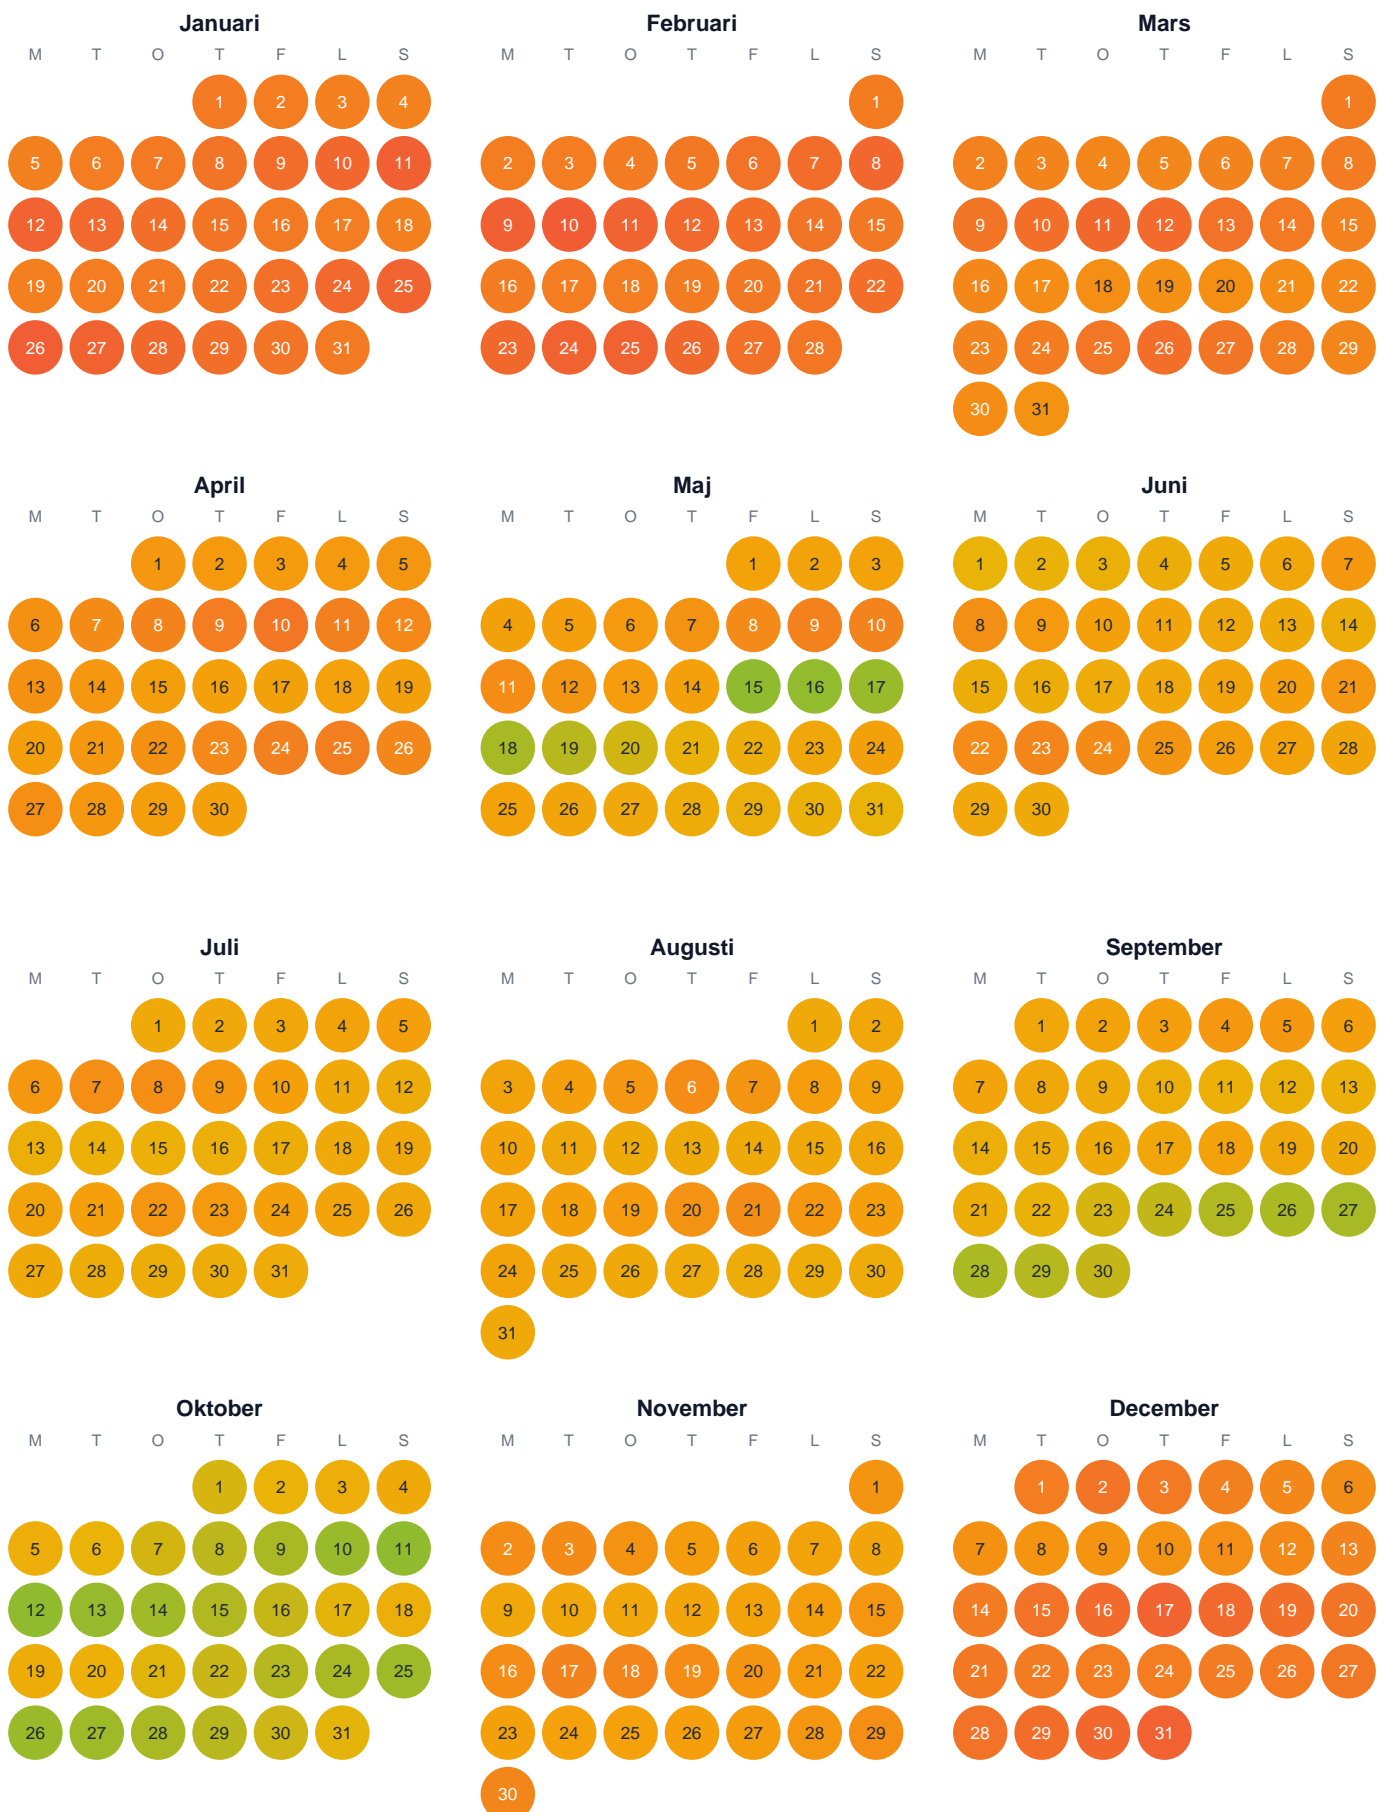 Januari Februari Mars
M T O T F L S M T O T F L S M T O T F L S
1 2 3 4 1 1
5 6 7 8 9 10 11 2 3 4 5 6 7 8 2 3 4 5 6 7 8
12 13 14 15 16 17 18 9 10 11 12 13 14 15 9 10 11 12 13 14 15
19 20 21 22 23 24 25 16 17 18 19 20 21 22 16 17 18 19 20 21 22
26 27 28 29 30 31 23 24 25 26 27 28 23 24 25 26 27 28 29
30 31
April Maj Juni
M T O T F L S M T O T F L S M T O T F L S
1 2 3 4 5 1 2 3 1 2 3 4 5 6 7
6 7 8 9 10 11 12 4 5 6 7 8 9 10 8 9 10 11 12 13 14
13 14 15 16 17 18 19 11 12 13 14 15 16 17 15 16 17 18 19 20 21
20 21 22 23 24 25 26 18 19 20 21 22 23 24 22 23 24 25 26 27 28
27 28 29 30 25 26 27 28 29 30 31 29 30
Juli Augusti September
M T O T F L S M T O T F L S M T O T F L S
1 2 3 4 5 1 2 1 2 3 4 5 6
6 7 8 9 10 11 12 3 4 5 6 7 8 9 7 8 9 10 11 12 13
13 14 15 16 17 18 19 10 11 12 13 14 15 16 14 15 16 17 18 19 20
20 21 22 23 24 25 26 17 18 19 20 21 22 23 21 22 23 24 25 26 27
27 28 29 30 31 24 25 26 27 28 29 30 28 29 30
31
Oktober November December
M T O T F L S M T O T F L S M T O T F L S
1 2 3 4 1 1 2 3 4 5 6
5 6 7 8 9 10 11 2 3 4 5 6 7 8 7 8 9 10 11 12 13
12 13 14 15 16 17 18 9 10 11 12 13 14 15 14 15 16 17 18 19 20
19 20 21 22 23 24 25 16 17 18 19 20 21 22 21 22 23 24 25 26 27
26 27 28 29 30 31 23 24 25 26 27 28 29 28 29 30 31
30